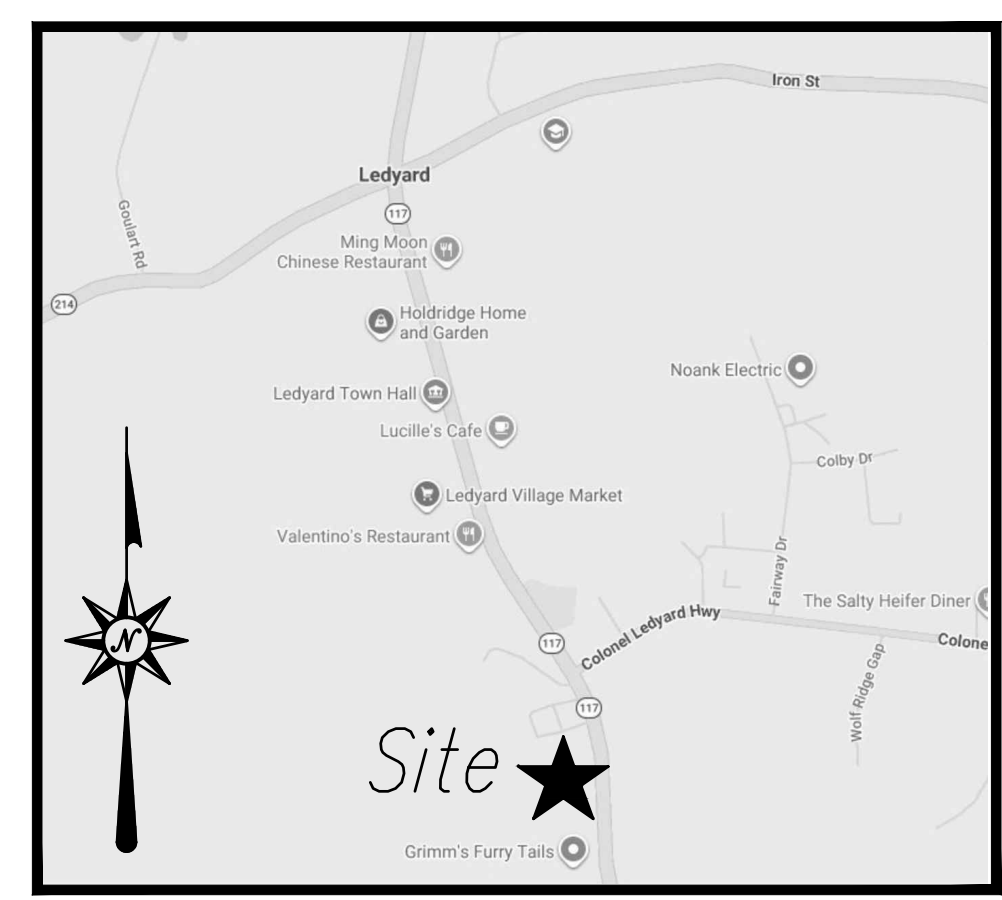 Iron St
Ledyard
Goulart Rd
117
Ming Moon
Chinese Restaurant
214
Holdridge Home
and Garden
Noank Electric
Ledyard Town Hall
Lucille's Cafe
Colby Dr
Ledyard Village Market
Valentino's Restaurant
Fairway Dr
The Salty Heifer Diner
Colonel Ledyard Hwy
N
117
Colone
Wolf Ridge Gap
117
Site
Grimm's Furry Tails